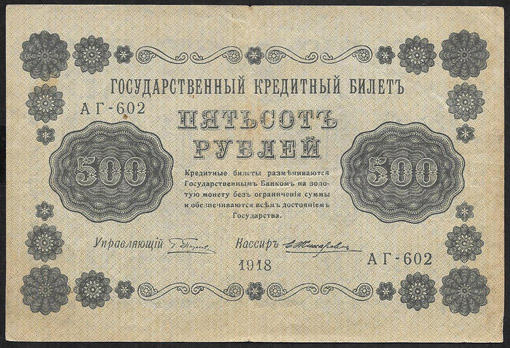 ГОСУДАРСТВЕННЫЙ КРЕДИТНЫЙ БИЛЕТЪ
АГ-602
ПЯТЬСОТЪ
РУБЛЕЙ
500
500
Кредитные билеты размѣниваются
Государственнымъ Банкомъ на золо-
тую монету безъ ограниченія суммы
и обезпечиваются всѣмъ достояніемъ
Государства.
Управляющій
Кассиръ
1918
АГ-602